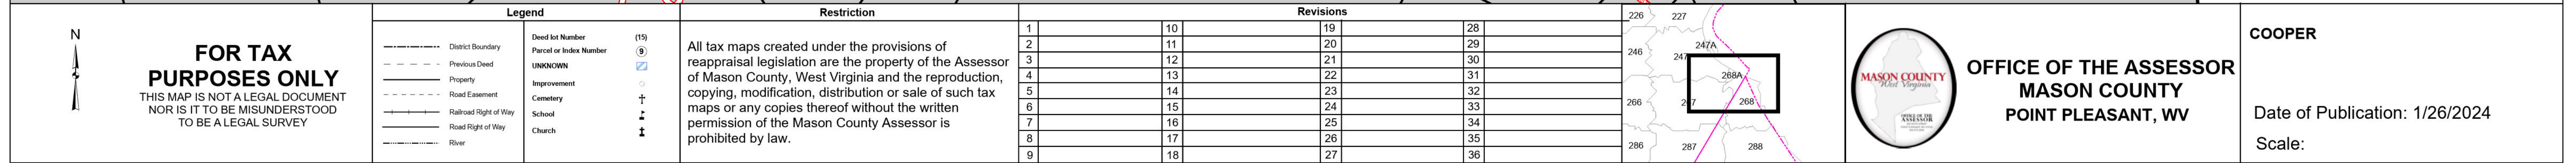 N
FOR TAX
PURPOSES ONLY
THIS MAP IS NOT A LEGAL DOCUMENT
NOR IS IT TO BE MISUNDERSTOOD
TO BE A LEGAL SURVEY
Legend
District Boundary
Previous Deed
Property
Road Easement
Railroad Right of Way
Road Right of Way
River
Deed lot Number (15)
Parcel or Index Number 9
UNKNOWN
Improvement
Cemetery
School
Church
Restriction
All tax maps created under the provisions of
reappraisal legislation are the property of the Assessor
of Mason County, West Virginia and the reproduction,
copying, modification, distribution or sale of such tax
maps or any copies thereof without the written
permission of the Mason County Assessor is
prohibited by law.
Revisions
1 10 19 28
2 11 20 29
3 12 21 30
4 13 22 31
5 14 23 32
6 15 24 33
7 16 25 34
8 17 26 35
9 18 27 36
226 227
247A
246 247
268A
266 267 268
286 287 288
MASON COUNTY
West Virginia
OFFICE OF THE
ASSESSOR
OFFICE OF THE ASSESSOR
MASON COUNTY
POINT PLEASANT, WV
COOPER
Date of Publication: 1/26/2024
Scale: